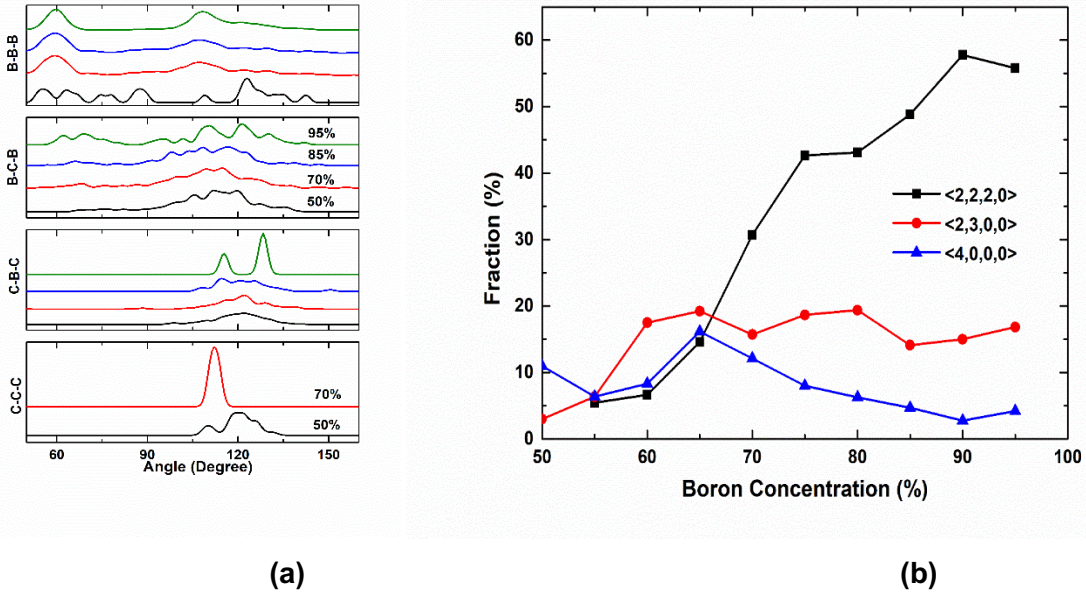 B-B-B
B-C-B
95%
85%
70%
50%
C-B-C
C-C-C
70%
50%
60 90 120 150
Angle (Degree)
(a)
Fraction (%)
60
50
40
30
20
10
0
<2,2,2,0>
<2,3,0,0>
<4,0,0,0>
50 60 70 80 90 100
Boron Concentration (%)
(b)